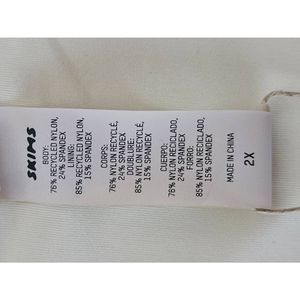 SKIMS
BODY:
76% RECYCLED NYLON,
24% SPANDEX
LINING:
85% RECYCLED NYLON,
15% SPANDEX
CORPS:
76% NYLON RECYCLÉ,
24% SPANDEX
DOUBLURE:
85% NYLON RECYCLÉ,
15% SPANDEX
CUERPO:
76% NYLON RECICLADO,
24% SPANDEX
FORRO:
85% NYLON RECICLADO,
15% SPANDEX
MADE IN CHINA
2X